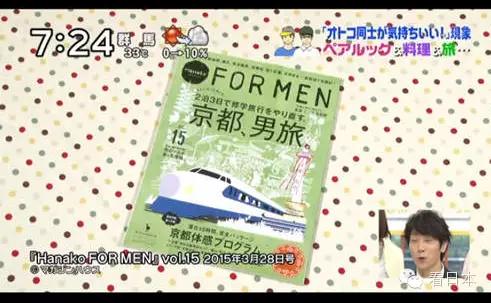 7:24 群馬 33℃ 0→10%
「オトコ同士が気持ちいい!」現象
ペアルック&料理&旅…
Hanako
FOR MEN
2泊3日で修学旅行をやり直す。
15
京都、男旅
京都体感プログラム
『Hanako FOR MEN』vol.15 2015年3月28日号
© マガジンハウス
看日本